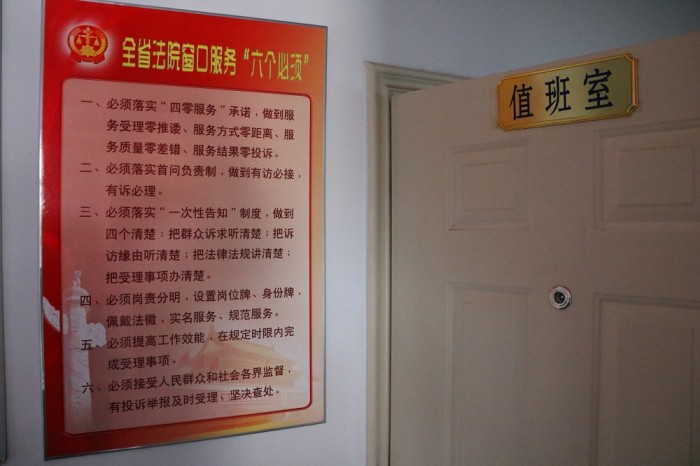 全省法院窗口服务“六个必须”
一、必须落实“四零服务”承诺，做到服
务受理零推诿、服务方式零距离、服
务质量零差错、服务结果零投诉。
二、必须落实首问负责制，做到有访必接，
有诉必理。
三、必须落实“一次性告知”制度，做到
四个清楚：把群众诉求听清楚；把诉
访缘由听清楚；把法律法规讲清楚；
把受理事项办清楚。
四、必须岗责分明，设置岗位牌、身份牌，
佩戴法徽，实名服务、规范服务。
五、必须提高工作效能，在规定时限内完
成受理事项。
六、必须接受人民群众和社会各界监督，
有投诉举报及时受理、坚决查处。
值班室